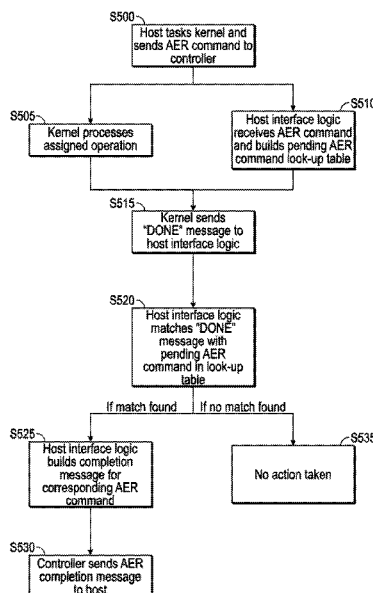 S500
Host tasks kernel and
sends AER command to
controller
S505
Kernel processes
assigned operation
S510
Host interface logic
receives AER command
and builds pending AER
command look-up table
S515
Kernel sends
"DONE" message to
host interface logic
S520
Host interface logic
matches "DONE"
message with
pending AER
command in look-up
table
If match found
If no match found
S525
Host interface logic
builds completion
message for
corresponding AER
command
S535
No action taken
S530
Controller sends AER
completion message
to host